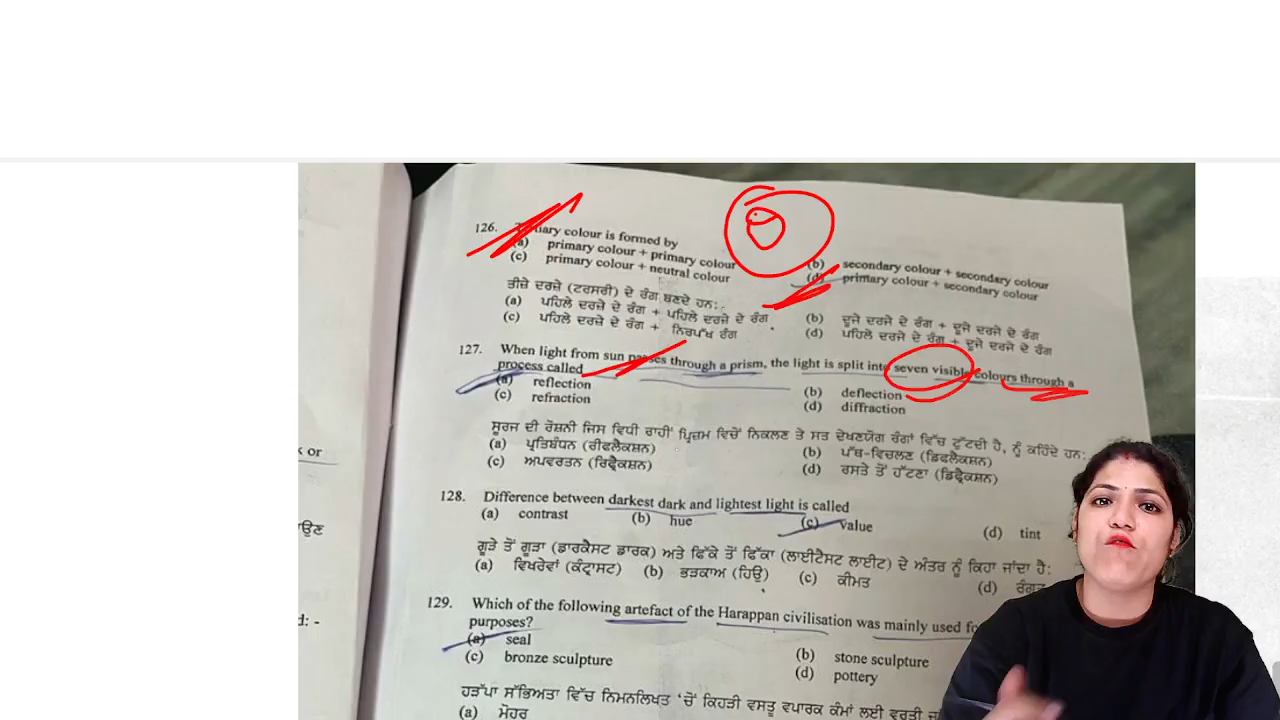 126. Tertiary colour is formed by
(a) primary colour + primary colour (b) secondary colour + secondary colour
(c) primary colour + neutral colour (d) primary colour + secondary colour
ਤੀਜੇ ਦਰਜ਼ੇ (ਟਰਸਰੀ) ਦੇ ਰੰਗ ਬਣਦੇ ਹਨ:
(a) ਪਹਿਲੇ ਦਰਜ਼ੇ ਦੇ ਰੰਗ + ਪਹਿਲੇ ਦਰਜ਼ੇ ਦੇ ਰੰਗ (b) ਦੂਜੇ ਦਰਜੇ ਦੇ ਰੰਗ + ਦੂਜੇ ਦਰਜੇ ਦੇ ਰੰਗ
(c) ਪਹਿਲੇ ਦਰਜ਼ੇ ਦੇ ਰੰਗ + ਨਿਰਪੱਖ ਰੰਗ (d) ਪਹਿਲੇ ਦਰਜੇ ਦੇ ਰੰਗ + ਦੂਜੇ ਦਰਜੇ ਦੇ ਰੰਗ
127. When light from sun passes through a prism, the light is split into seven visible colours through a
process called
(a) reflection (b) deflection
(c) refraction (d) diffraction
ਸੂਰਜ ਦੀ ਰੋਸ਼ਨੀ ਜਿਸ ਵਿਧੀ ਰਾਹੀਂ ਪ੍ਰਿਜ਼ਮ ਵਿਚੋਂ ਨਿਕਲਣ ਤੇ ਸਤ ਦੇਖਣਯੋਗ ਰੰਗਾਂ ਵਿੱਚ ਟੁੱਟਦੀ ਹੈ, ਨੂੰ ਕਹਿੰਦੇ ਹਨ:
(a) ਪ੍ਰਤਿਬੰਧਨ (ਰੀਫਲੈਕਸ਼ਨ) (b) ਪੱਥ-ਵਿਚਲਣ (ਡਿਫਲੈਕਸ਼ਨ)
(c) ਅਪਵਰਤਨ (ਰਿਫ੍ਰੈਕਸ਼ਨ) (d) ਰਸਤੇ ਤੋਂ ਹੱਟਣਾ (ਡਿਫ੍ਰੈਕਸ਼ਨ)
128. Difference between darkest dark and lightest light is called
(a) contrast (b) hue (c) value (d) tint
ਗੂੜੇ ਤੋਂ ਗੂੜਾ (ਡਾਰਕੈਸਟ ਡਾਰਕ) ਅਤੇ ਫਿੱਕੇ ਤੋਂ ਫਿੱਕਾ (ਲਾਈਟੈਸਟ ਲਾਈਟ) ਦੇ ਅੰਤਰ ਨੂੰ ਕਿਹਾ ਜਾਂਦਾ ਹੈ:
(a) ਵਿਖਰੇਵਾਂ (ਕੰਟ੍ਰਾਸਟ) (b) ਭੜਕਾਅ (ਹਿਊ) (c) ਕੀਮਤ (d)
129. Which of the following artefact of the Harappan civilisation was mainly used
purposes?
(a) seal (b) stone sculpture
(c) bronze sculpture (d) pottery
ਹੜੱਪਾ ਸੱਭਿਅਤਾ ਵਿੱਚ ਨਿਮਨਲਿਖਤ 'ਚੋਂ ਕਿਹੜੀ ਵਸਤੂ ਵਪਾਰਕ ਕੰਮਾਂ ਲਈ ਵਰਤੀ
(a) ਮੋਹਰ
or
d: -